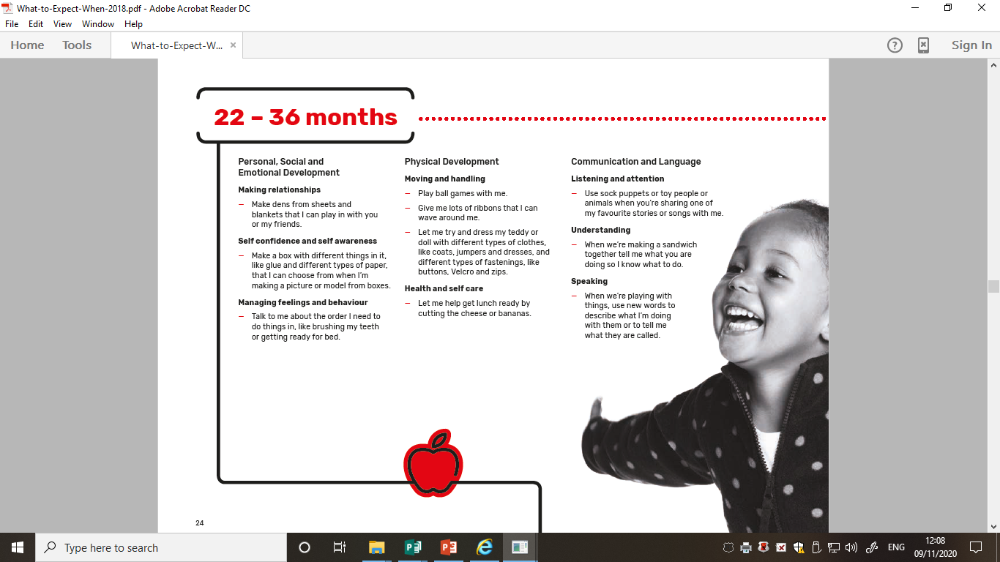 What-to-Expect-When-2018.pdf - Adobe Acrobat Reader DC
File Edit View Window Help
Home Tools What-to-Expect-W... × Sign In
22 – 36 months
Personal, Social and
Emotional Development
Making relationships
– Make dens from sheets and
blankets that I can play in with you
or my friends.
Self confidence and self awareness
– Make a box with different things in it,
like glue and different types of paper,
that I can choose from when I'm
making a picture or model from boxes.
Managing feelings and behaviour
– Talk to me about the order I need to
do things in, like brushing my teeth
or getting ready for bed.
Physical Development
Moving and handling
– Play ball games with me.
– Give me lots of ribbons that I can
wave around me.
– Let me try and dress my teddy or
doll with different types of clothes,
like coats, jumpers and dresses, and
different types of fastenings, like
buttons, Velcro and zips.
Health and self care
– Let me help get lunch ready by
cutting the cheese or bananas.
Communication and Language
Listening and attention
– Use sock puppets or toy people or
animals when you're sharing one of
my favourite stories or songs with me.
Understanding
– When we're making a sandwich
together tell me what you are
doing so I know what to do.
Speaking
– When we're playing with
things, use new words to
describe what I'm doing
with them or to tell me
what they are called.
24
Type here to search
ENG
12:08
09/11/2020